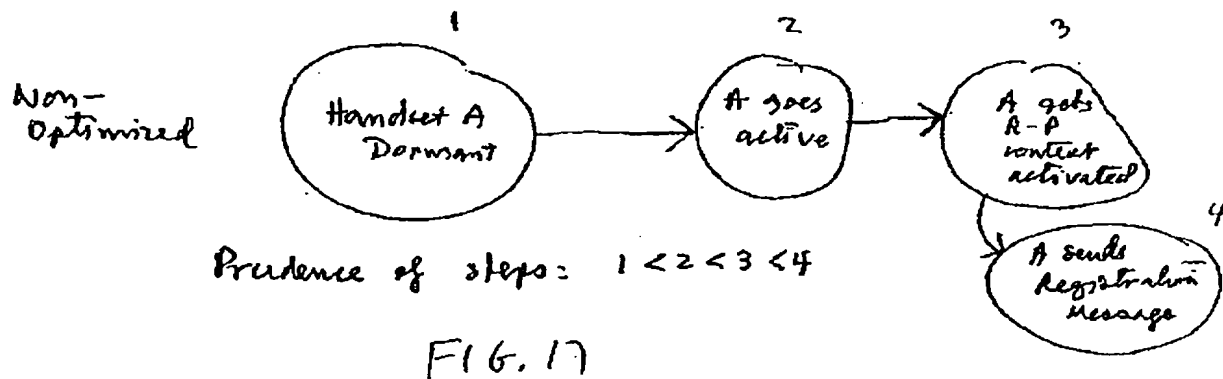 1
2
3
4
Non-
Optimized
Handset A
Dormant
A goes
active
A gets
R-P
context
activated
A sends
Registration
Message
Prudence of steps: 1 < 2 < 3 < 4
FIG. 17